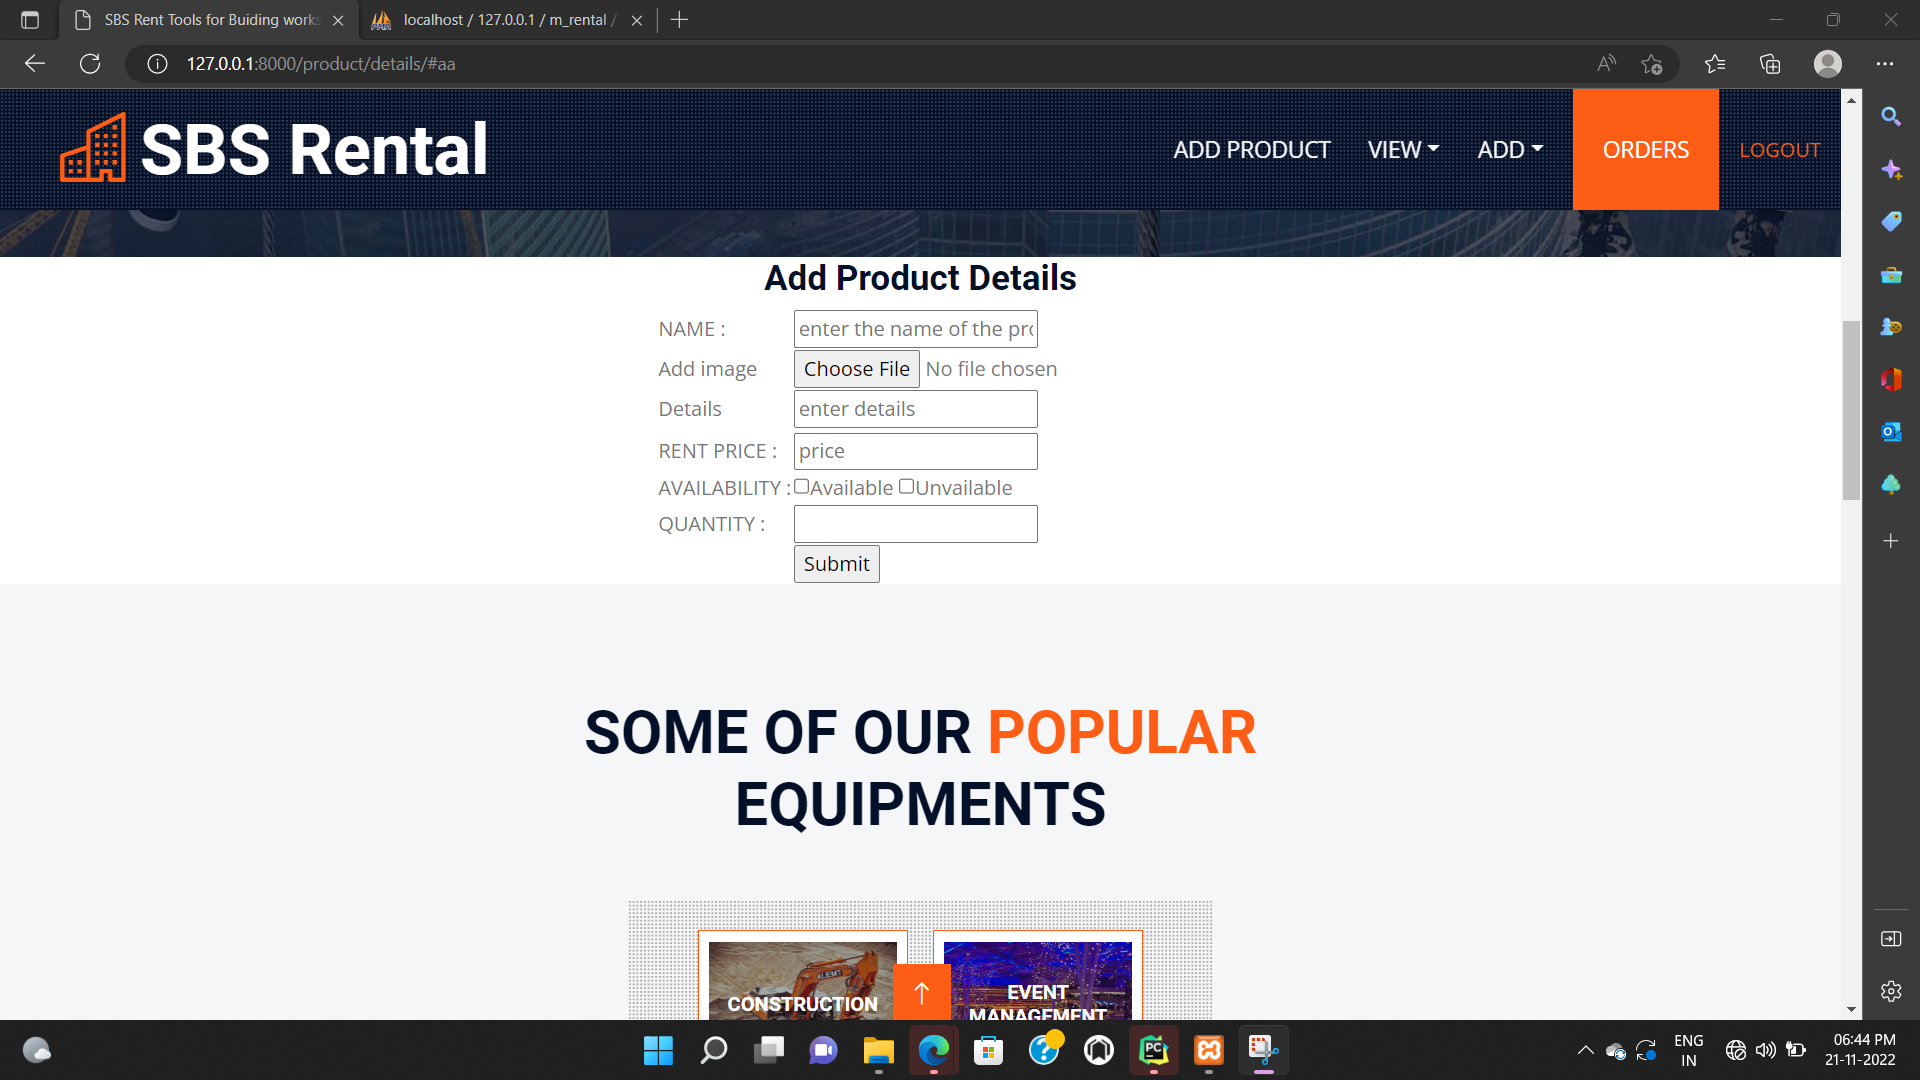 SBS Rent Tools for Buiding works
localhost / 127.0.0.1 / m_rental /
127.0.0.1:8000/product/details/#aa
SBS Rental
ADD PRODUCT
VIEW
ADD
ORDERS
LOGOUT
Add Product Details
NAME :
enter the name of the pro
Add image
Choose File
No file chosen
Details
enter details
RENT PRICE :
price
AVAILABILITY :
Available
Unvailable
QUANTITY :
Submit
SOME OF OUR POPULAR
EQUIPMENTS
KLIEMT
CONSTRUCTION
EVENT
MANAGEMENT
PC
ENG
IN
06:44 PM
21-11-2022